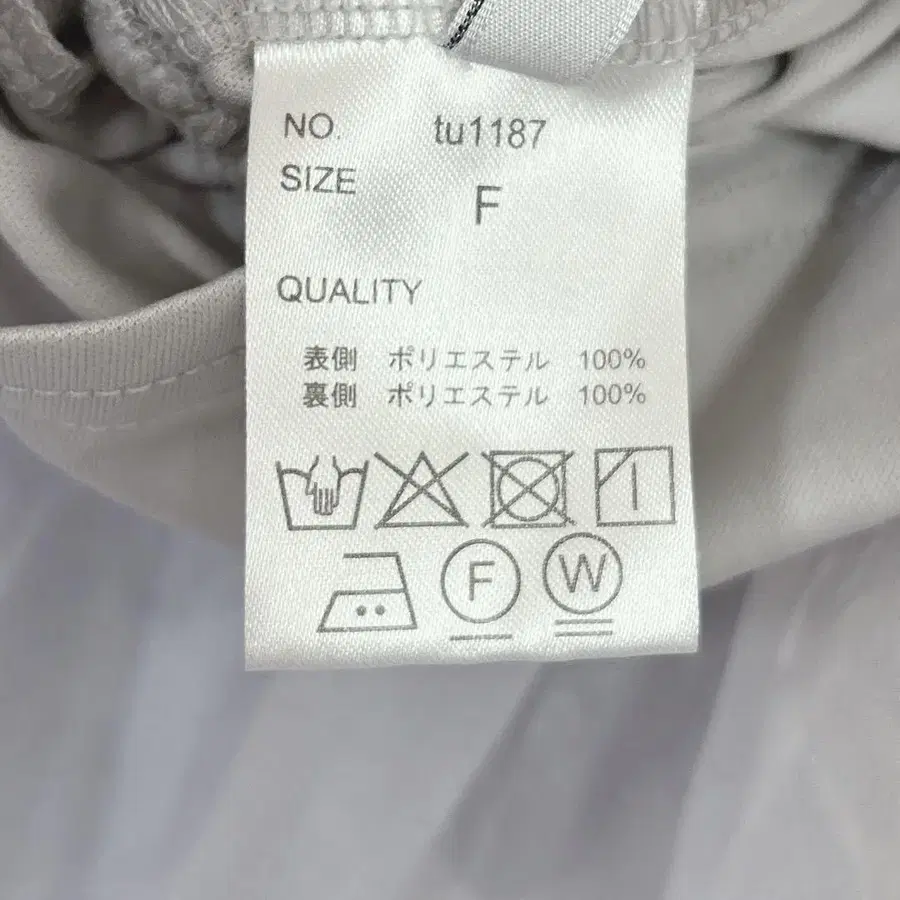 NO. tu1187
SIZE F
QUALITY
表側 ポリエステル 100%
裏側 ポリエステル 100%
F W